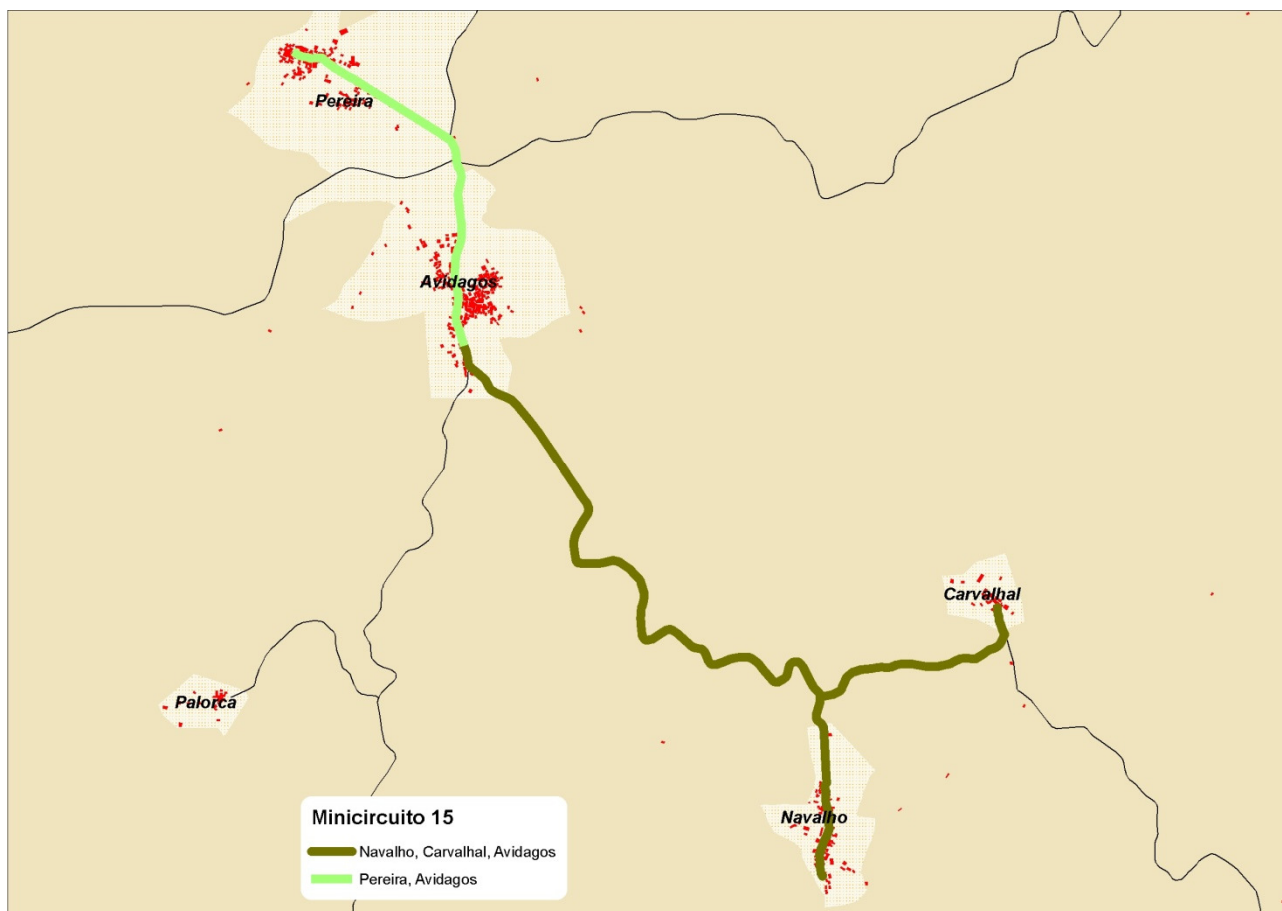 Pereira
Avidagos
Carvalhal
Palorca
Navalho
Minicircuito 15
Navalho, Carvalhal, Avidagos
Pereira, Avidagos